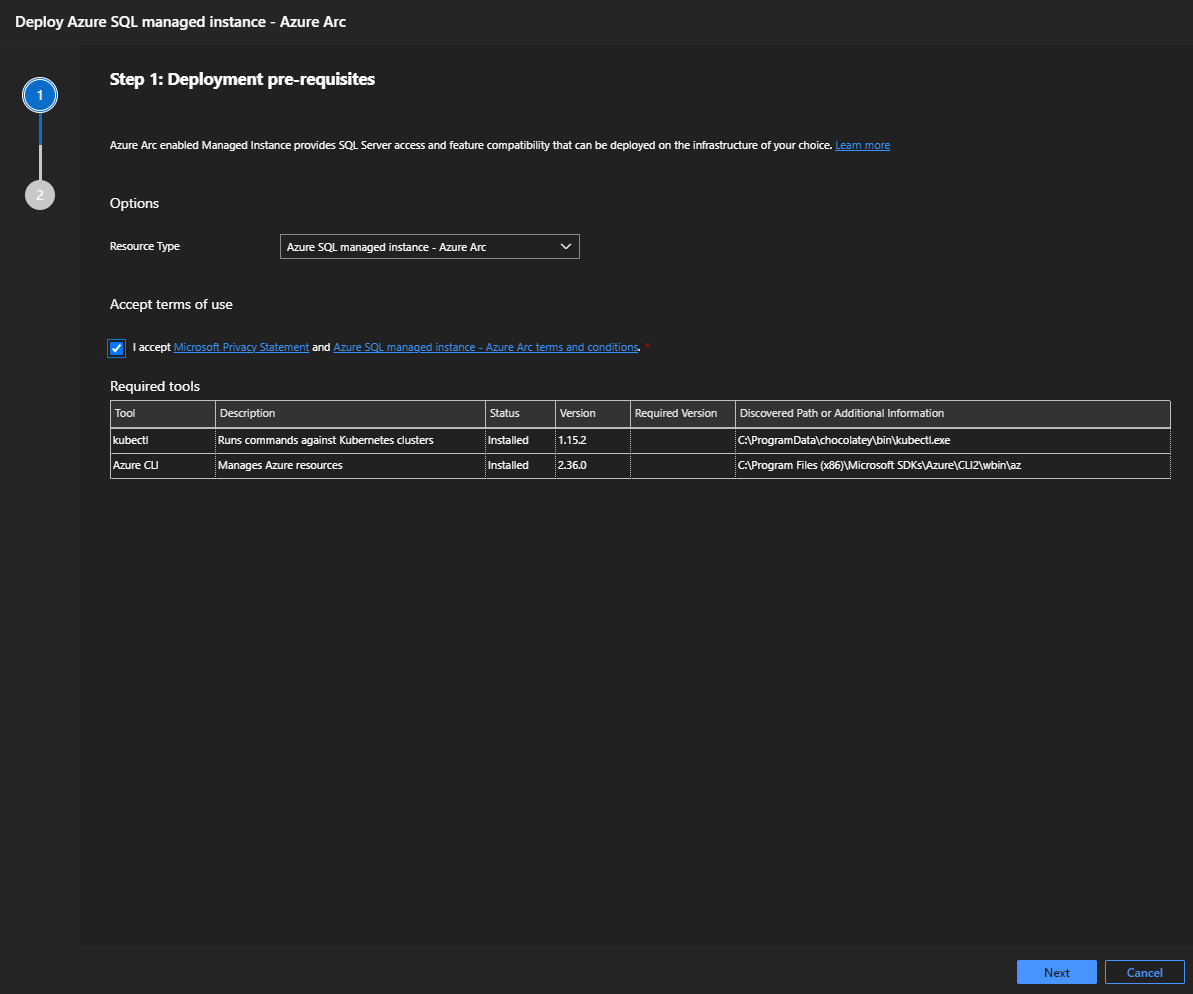 Deploy Azure SQL managed instance - Azure Arc
1
2
Step 1: Deployment pre-requisites
Azure Arc enabled Managed Instance provides SQL Server access and feature compatibility that can be deployed on the infrastructure of your choice. Learn more
Options
Resource Type Azure SQL managed instance - Azure Arc
Accept terms of use
I accept Microsoft Privacy Statement and Azure SQL managed instance - Azure Arc terms and conditions. *
Required tools
Tool Description Status Version Required Version Discovered Path or Additional Information
kubectl Runs commands against Kubernetes clusters Installed 1.15.2 C:\ProgramData\chocolatey\bin\kubectl.exe
Azure CLI Manages Azure resources Installed 2.36.0 C:\Program Files (x86)\Microsoft SDKs\Azure\CLI2\wbin\az
Next Cancel